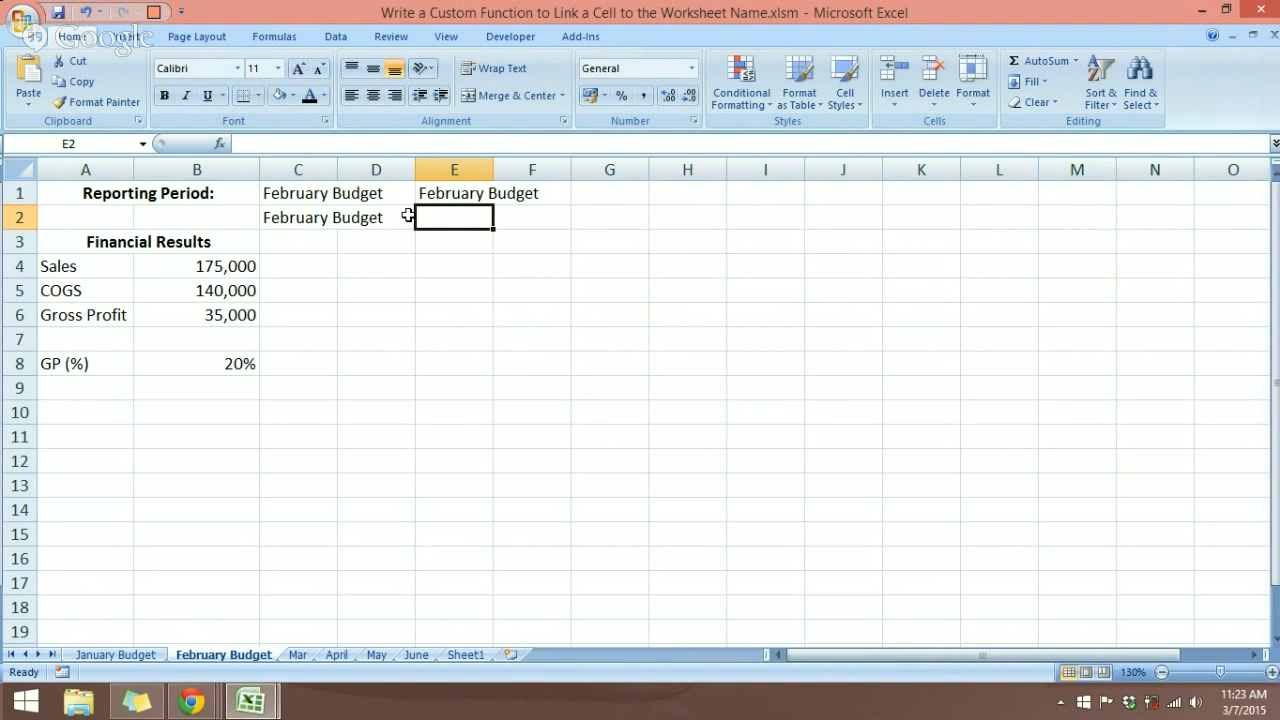 Write a Custom Function to Link a Cell to the Worksheet Name.xlsm - Microsoft Excel
Google
Home Insert Page Layout Formulas Data Review View Developer Add-Ins
Paste
Cut
Copy
Format Painter
Clipboard
Calibri 11
B I U
A A
Font
Wrap Text
Merge & Center
Alignment
General
$ % , .0 .00
Number
Conditional Formatting
Format as Table
Cell Styles
Styles
Insert Delete Format
Cells
Σ AutoSum
Fill
Clear
Sort & Filter
Find & Select
Editing
E2 fx
A B C D E F G H I J K L M N O
1 Reporting Period: February Budget February Budget
2 February Budget
3 Financial Results
4 Sales 175,000
5 COGS 140,000
6 Gross Profit 35,000
7
8 GP (%) 20%
9
10
11
12
13
14
15
16
17
18
19
January Budget February Budget Mar April May June Sheet1
Ready 130%
11:23 AM
3/7/2015